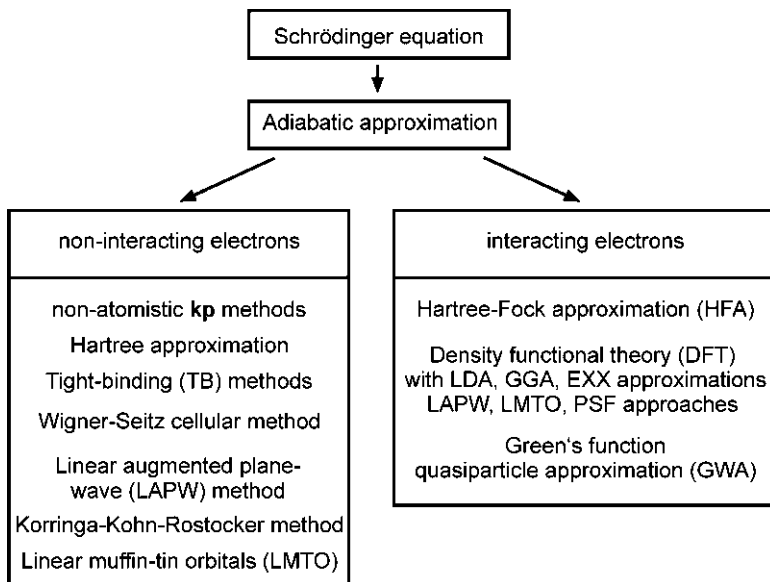 Schrödinger equation
Adiabatic approximation
non-interacting electrons
non-atomistic kp methods
Hartree approximation
Tight-binding (TB) methods
Wigner-Seitz cellular method
Linear augmented plane-
wave (LAPW) method
Korringa-Kohn-Rostocker method
Linear muffin-tin orbitals (LMTO)
interacting electrons
Hartree-Fock approximation (HFA)
Density functional theory (DFT)
with LDA, GGA, EXX approximations
LAPW, LMTO, PSF approaches
Green‘s function
quasiparticle approximation (GWA)